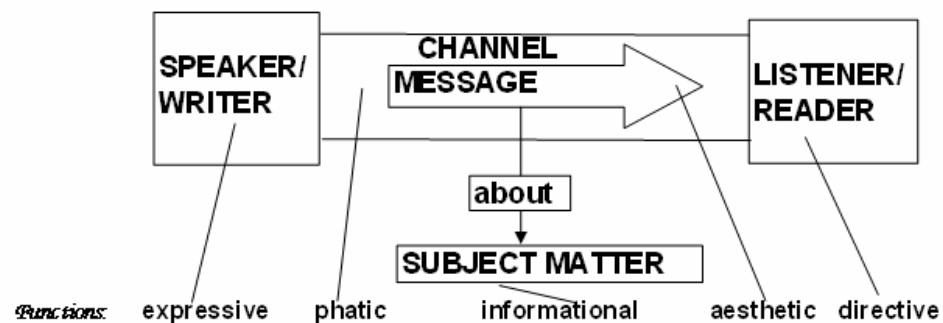 CHANNEL
SPEAKER/
WRITER
MESSAGE
LISTENER/
READER
about
SUBJECT MATTER
Functions: expressive phatic informational aesthetic directive